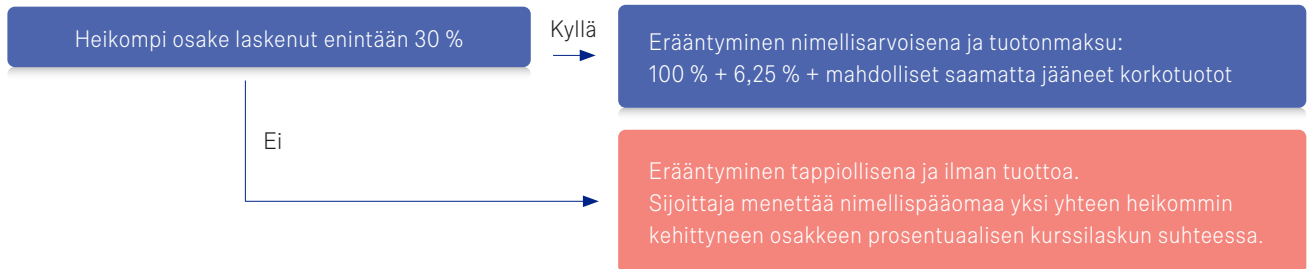 Heikompi osake laskenut enintään 30 %
Kyllä
Erääntyminen nimellisarvoisena ja tuotonmaksu:
100 % + 6,25 % + mahdolliset saamatta jääneet korkotuotot
Ei
Erääntyminen tappiollisena ja ilman tuottoa.
Sijoittaja menettää nimellispääomaa yksi yhteen heikommin
kehittyneen osakkeen prosentuaalisen kurssilaskun suhteessa.